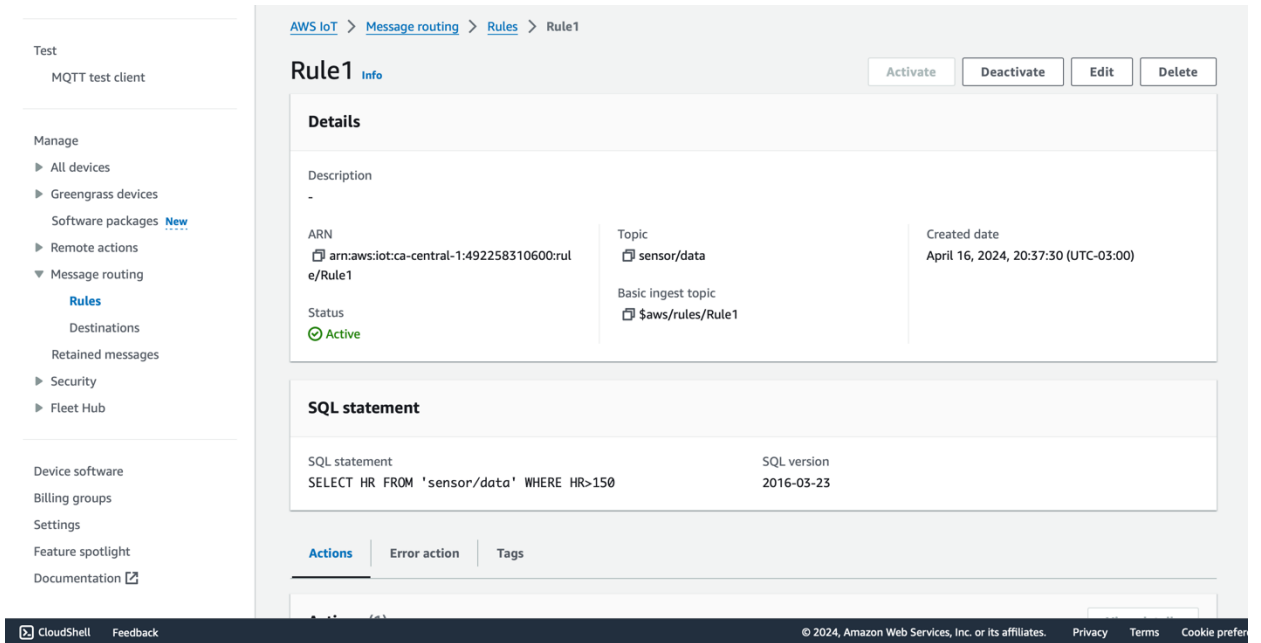 Test
MQTT test client
Manage
All devices
Greengrass devices
Software packages New
Remote actions
Message routing
Rules
Destinations
Retained messages
Security
Fleet Hub
Device software
Billing groups
Settings
Feature spotlight
Documentation
AWS IoT > Message routing > Rules > Rule1
Rule1 Info
Activate Deactivate Edit Delete
Details
Description
-
ARN
arn:aws:iot:ca-central-1:492258310600:rul
e/Rule1
Status
Active
Topic
sensor/data
Basic ingest topic
$aws/rules/Rule1
Created date
April 16, 2024, 20:37:30 (UTC-03:00)
SQL statement
SQL statement
SELECT HR FROM 'sensor/data' WHERE HR>150
SQL version
2016-03-23
Actions Error action Tags
CloudShell Feedback
© 2024, Amazon Web Services, Inc. or its affiliates. Privacy Terms Cookie prefer